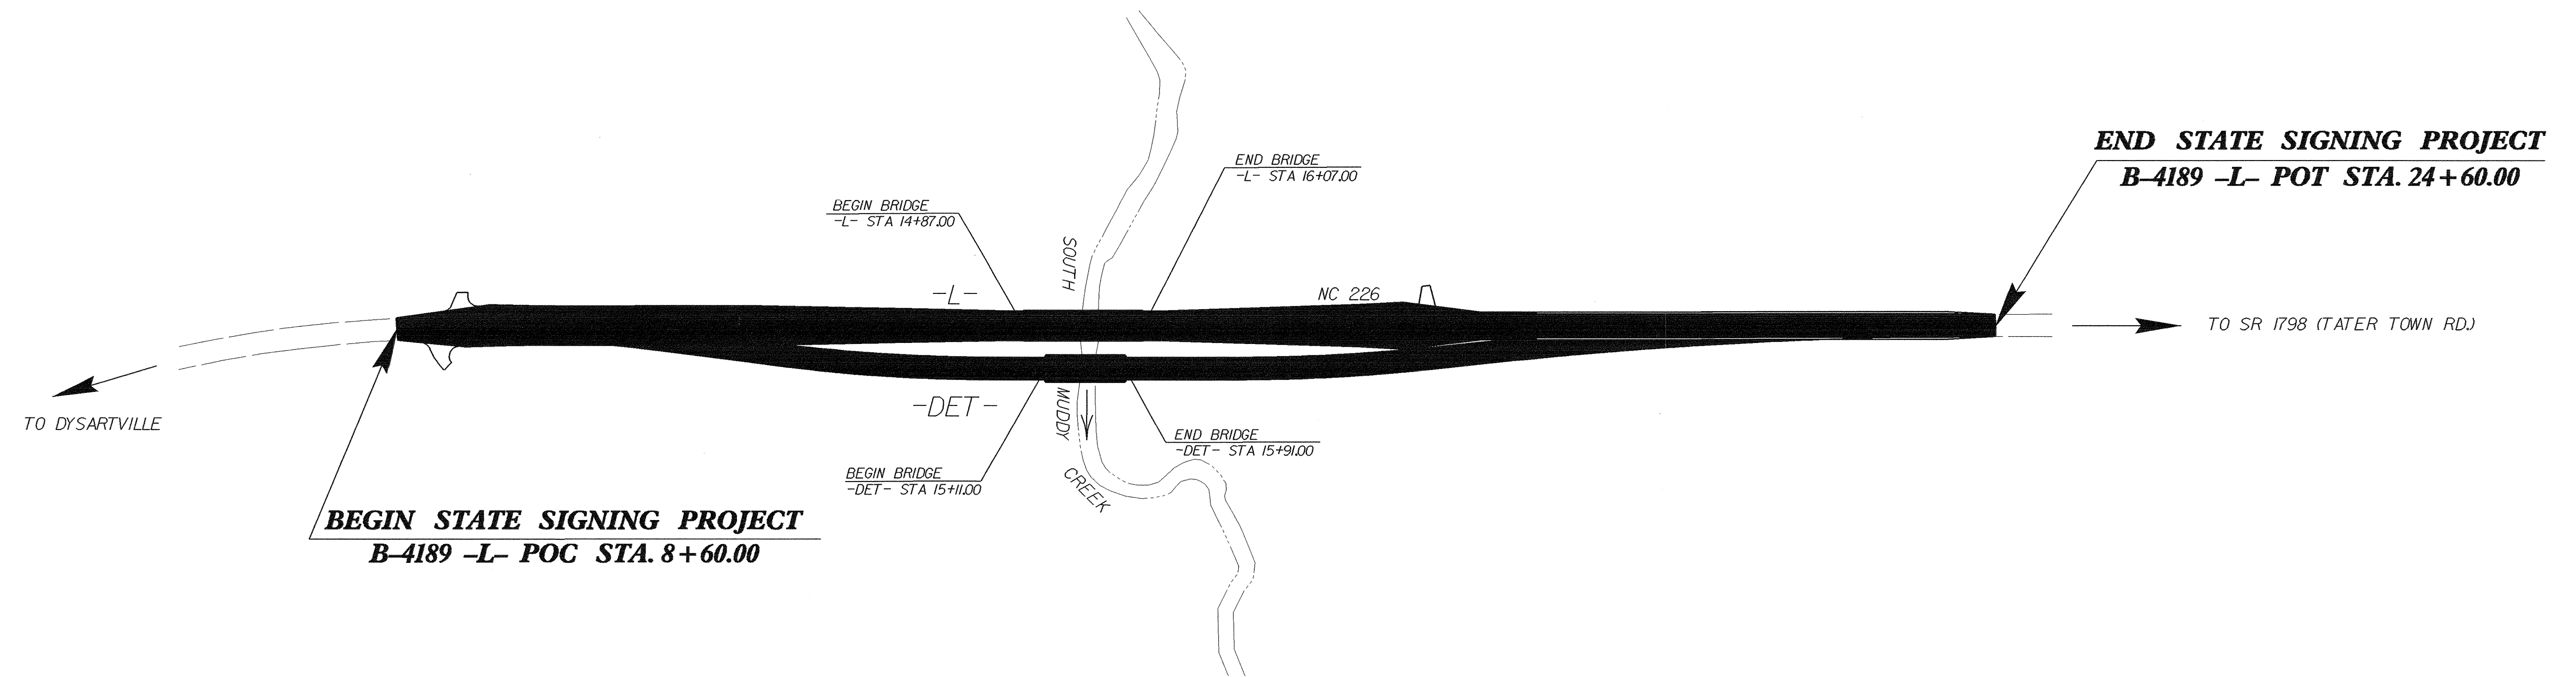 END STATE SIGNING PROJECT
B-4189 -L- POT STA. 24+60.00
END BRIDGE
-L- STA 16+07.00
BEGIN BRIDGE
-L- STA 14+87.00
SOUTH
-L-
NC 226
TO SR 1798 (TATER TOWN RD.)
TO DYSARTVILLE
-DET-
MUDDY
END BRIDGE
-DET- STA 15+91.00
BEGIN BRIDGE
-DET- STA 15+11.00
CREEK
BEGIN STATE SIGNING PROJECT
B-4189 -L- POC STA. 8+60.00